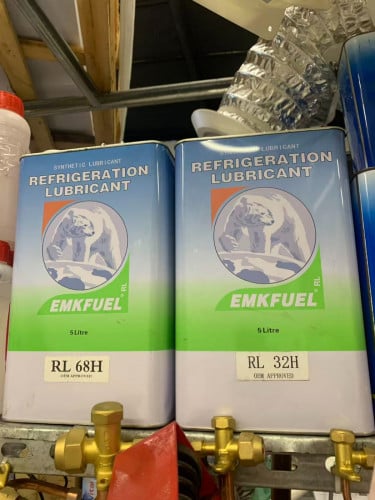 SYNTHETIC LUBRICANT
REFRIGERATION
LUBRICANT
EMKFUEL
®
RL
5 Litre
RL 68H
OEM APPROVED
LUBRICANT
REFRIGERATION
LUBRICANT
EMKFUEL
®
RL
5 Litre
RL 32H
OEM APPROVED